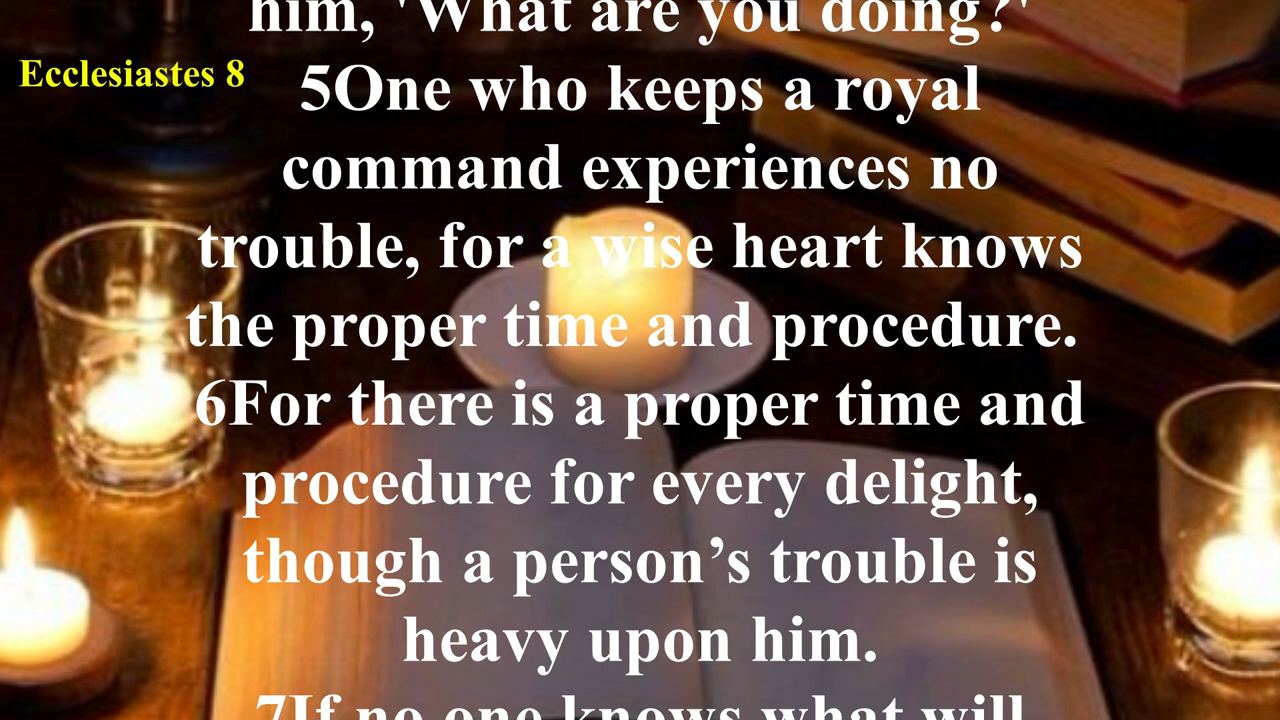 him, 'What are you doing?'
Ecclesiastes 8
5One who keeps a royal
command experiences no
trouble, for a wise heart knows
the proper time and procedure.
6For there is a proper time and
procedure for every delight,
though a person’s trouble is
heavy upon him.
7If no one knows what will